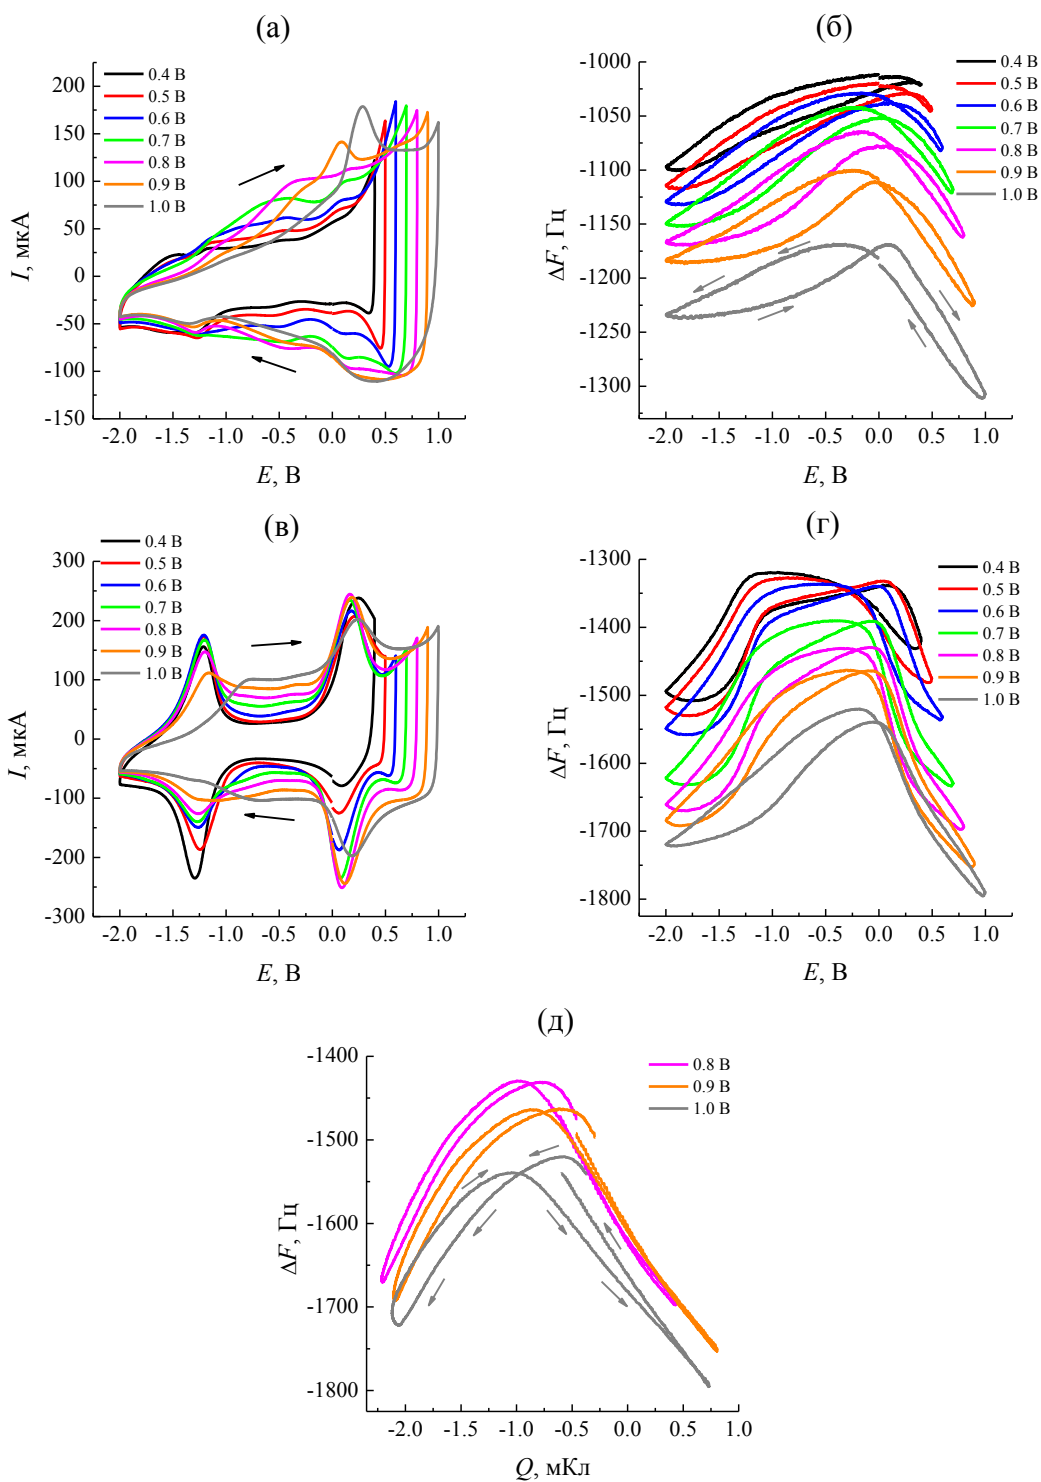 (а)
0.4 В
0.5 В
0.6 В
0.7 В
0.8 В
0.9 В
1.0 В
200
150
100
50
0
-50
-100
-150
I, мкА
-2.0 -1.5 -1.0 -0.5 0.0 0.5 1.0
E, В
(б)
0.4 В
0.5 В
0.6 В
0.7 В
0.8 В
0.9 В
1.0 В
-1000
-1050
-1100
-1150
-1200
-1250
-1300
ΔF, Гц
-2.0 -1.5 -1.0 -0.5 0.0 0.5 1.0
E, В
(в)
0.4 В
0.5 В
0.6 В
0.7 В
0.8 В
0.9 В
1.0 В
300
200
100
0
-100
-200
-300
I, мкА
-2.0 -1.5 -1.0 -0.5 0.0 0.5 1.0
E, В
(г)
0.4 В
0.5 В
0.6 В
0.7 В
0.8 В
0.9 В
1.0 В
-1300
-1400
-1500
-1600
-1700
-1800
ΔF, Гц
-2.0 -1.5 -1.0 -0.5 0.0 0.5 1.0
E, В
(д)
0.8 В
0.9 В
1.0 В
-1400
-1500
-1600
-1700
-1800
ΔF, Гц
-2.0 -1.5 -1.0 -0.5 0.0 0.5 1.0
Q, мКл